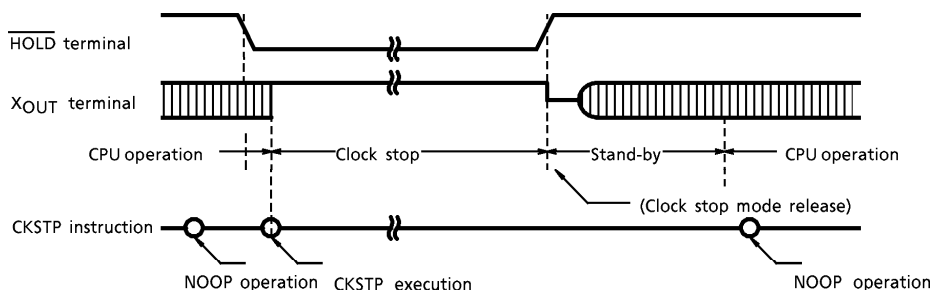 HOLD terminal
XOUT terminal
CPU operation
Clock stop
Stand-by
CPU operation
(Clock stop mode release)
CKSTP instruction
NOOP operation
CKSTP execution
NOOP operation